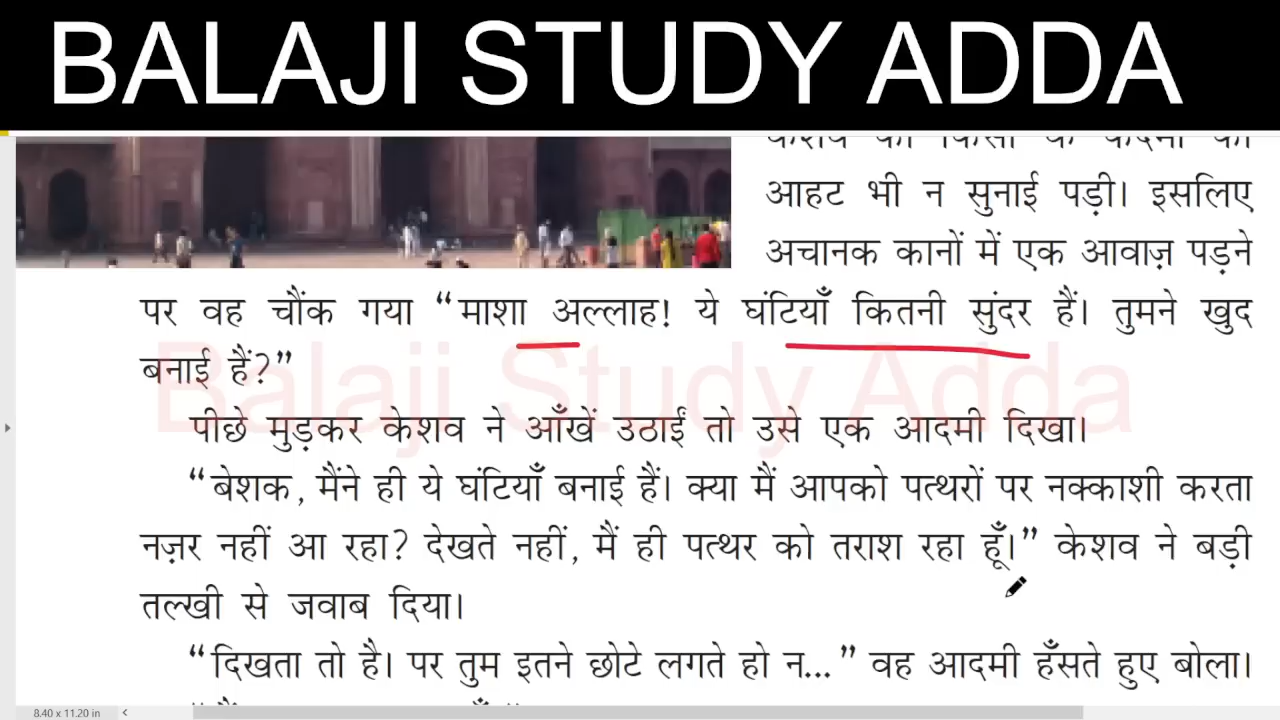 BALAJI STUDY ADDA
आहट भी न सुनाई पड़ी। इसलिए
अचानक कानों में एक आवाज़ पड़ने
पर वह चौंक गया “माशा अल्लाह! ये घंटियाँ कितनी सुंदर हैं। तुमने खुद
बनाई हैं?”
Balaji Study Adda
पीछे मुड़कर केशव ने आँखें उठाईं तो उसे एक आदमी दिखा।
“बेशक, मैंने ही ये घंटियाँ बनाई हैं। क्या मैं आपको पत्थरों पर नक्काशी करता
नज़र नहीं आ रहा? देखते नहीं, मैं ही पत्थर को तराश रहा हूँ।” केशव ने बड़ी
तल्खी से जवाब दिया।
“दिखता तो है। पर तुम इतने छोटे लगते हो न...” वह आदमी हँसते हुए बोला।
8.40 x 11.20 in